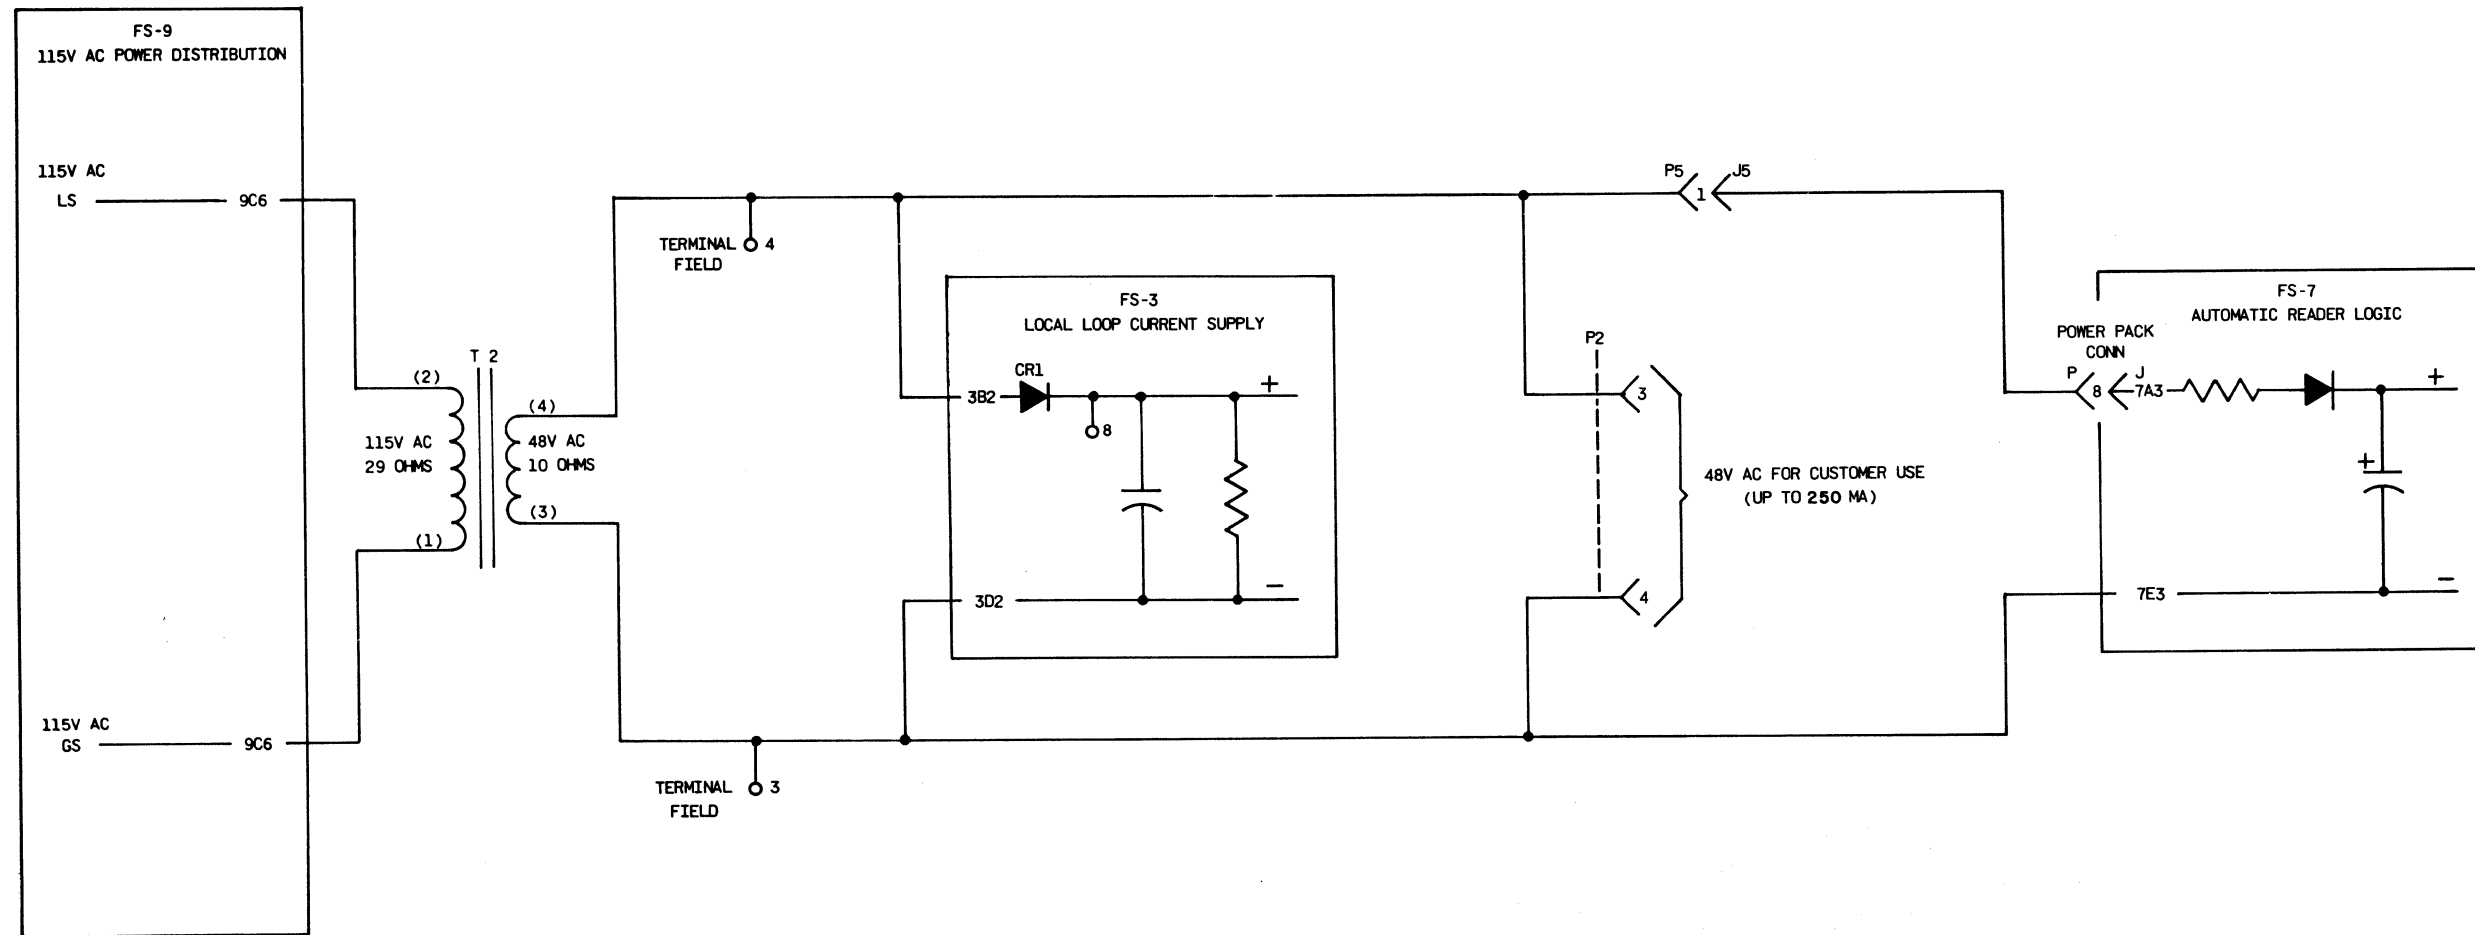 FS-9
115V AC POWER DISTRIBUTION
115V AC
LS
9C6
115V AC
GS
9C6
T 2
(2)
(1)
115V AC
29 OHMS
(4)
(3)
48V AC
10 OHMS
TERMINAL 4
FIELD
TERMINAL 3
FIELD
FS-3
LOCAL LOOP CURRENT SUPPLY
CR1
3B2
+
8
3D2
−
P5
1
J5
P2
3
4
48V AC FOR CUSTOMER USE
(UP TO 250 MA)
FS-7
AUTOMATIC READER LOGIC
POWER PACK
CONN
P
J
8
7A3
+
+
7E3
−